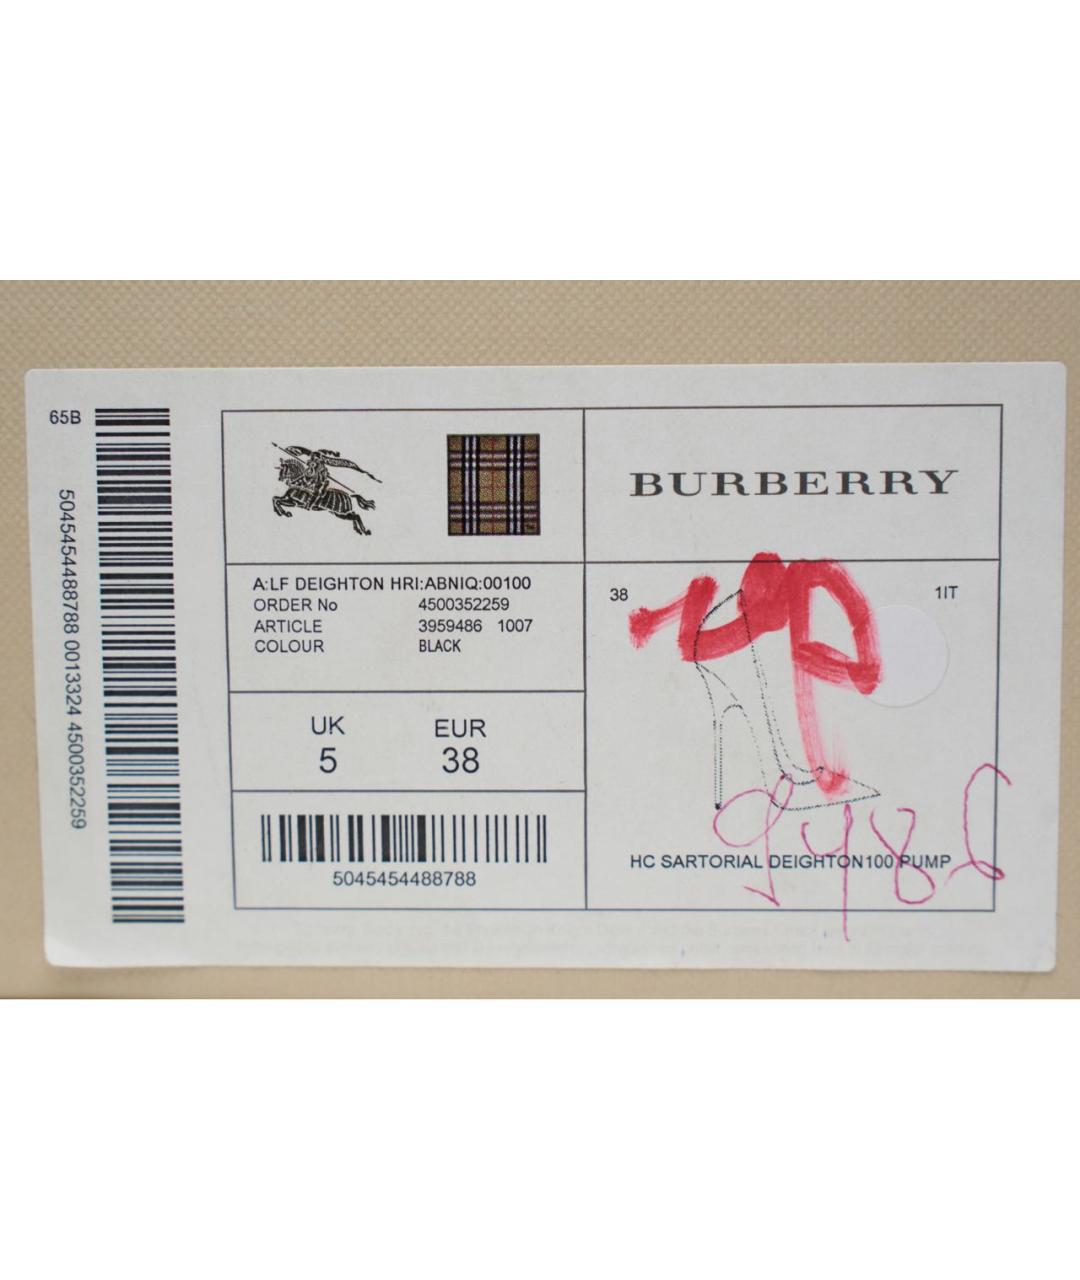 65B
5045454488788 0013324 4500352259
BURBERRY
A:LF DEIGHTON HRI:ABNIQ:00100
ORDER No 4500352259
ARTICLE 3959486 1007
COLOUR BLACK
UK EUR
5 38
5045454488788
38 1IT
HC SARTORIAL DEIGHTON100 PUMP
9486